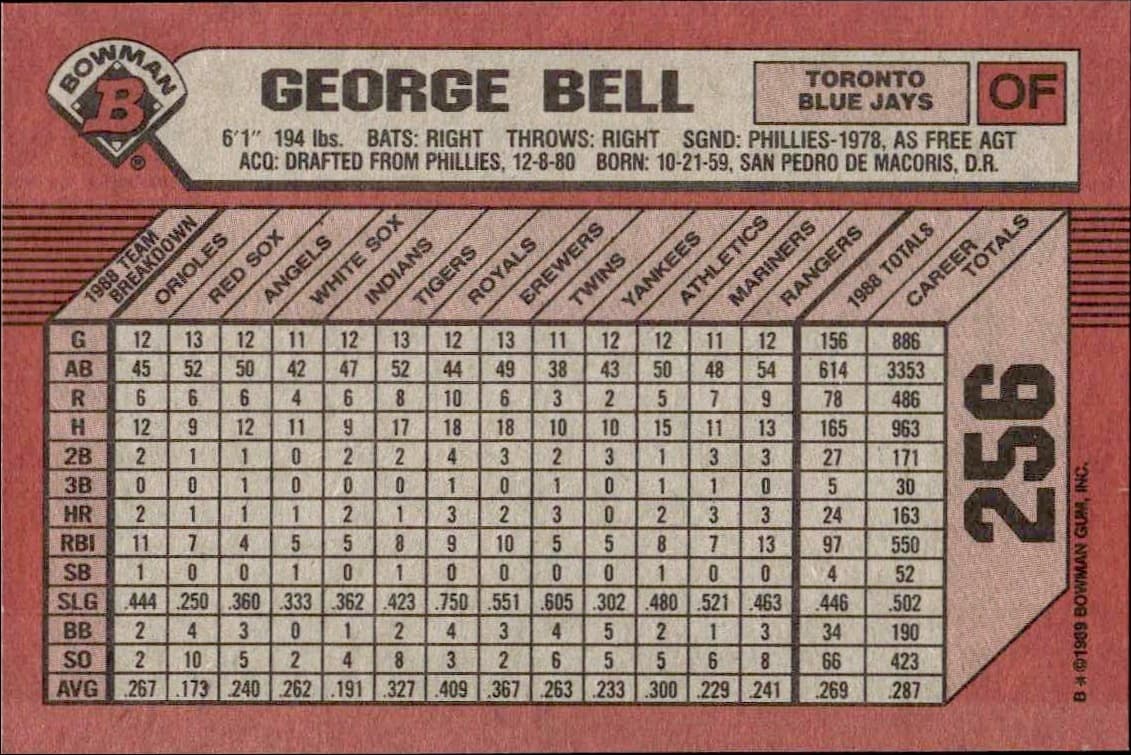 BOWMAN
B
®
GEORGE BELL
TORONTO
BLUE JAYS
OF
6'1" 194 lbs. BATS: RIGHT THROWS: RIGHT SGND: PHILLIES-1978, AS FREE AGT
ACQ: DRAFTED FROM PHILLIES, 12-8-80 BORN: 10-21-59, SAN PEDRO DE MACORIS, D.R.
1988 TEAM BREAKDOWN ORIOLES RED SOX ANGELS WHITE SOX INDIANS TIGERS ROYALS BREWERS TWINS YANKEES ATHLETICS MARINERS RANGERS 1988 TOTALS CAREER TOTALS
G 12 13 12 11 12 13 12 13 11 12 12 11 12 156 886
AB 45 52 50 42 47 52 44 49 38 43 50 48 54 614 3353
R 6 6 6 4 6 8 10 6 3 2 5 7 9 78 486
H 12 9 12 11 9 17 18 18 10 10 15 11 13 165 963
2B 2 1 1 0 2 2 4 3 2 3 1 3 3 27 171
3B 0 0 1 0 0 0 1 0 1 0 1 1 0 5 30
HR 2 1 1 1 2 1 3 2 3 0 2 3 3 24 163
RBI 11 7 4 5 5 8 9 10 5 5 8 7 13 97 550
SB 1 0 0 1 0 1 0 0 0 0 1 0 0 4 52
SLG .444 .250 .360 .333 .362 .423 .750 .551 .605 .302 .480 .521 .463 .446 .502
BB 2 4 3 0 1 2 4 3 4 5 2 1 3 34 190
SO 2 10 5 2 4 8 3 2 6 5 5 6 8 66 423
AVG .267 .173 .240 .262 .191 .327 .409 .367 .263 .233 .300 .229 .241 .269 .287
256
B * ©1989 BOWMAN GUM, INC.